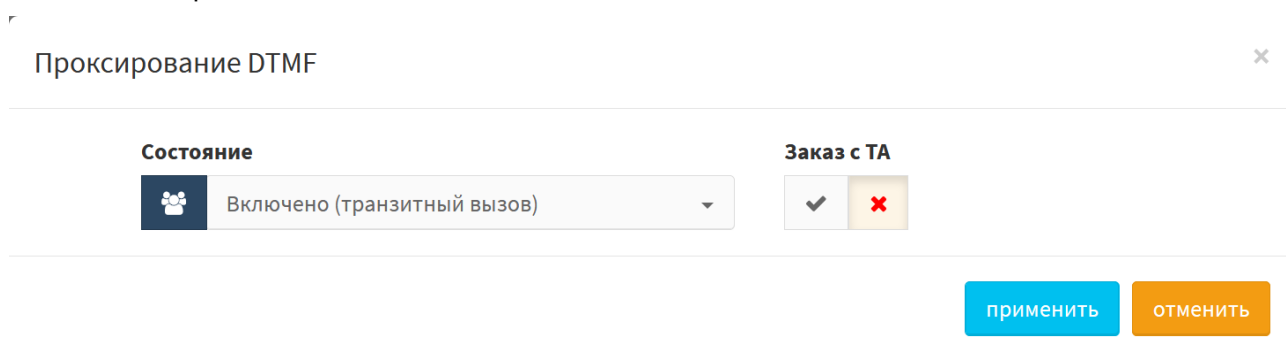 Проксирование DTMF
Состояние
Заказ с ТА
Включено (транзитный вызов)
применить
отменить